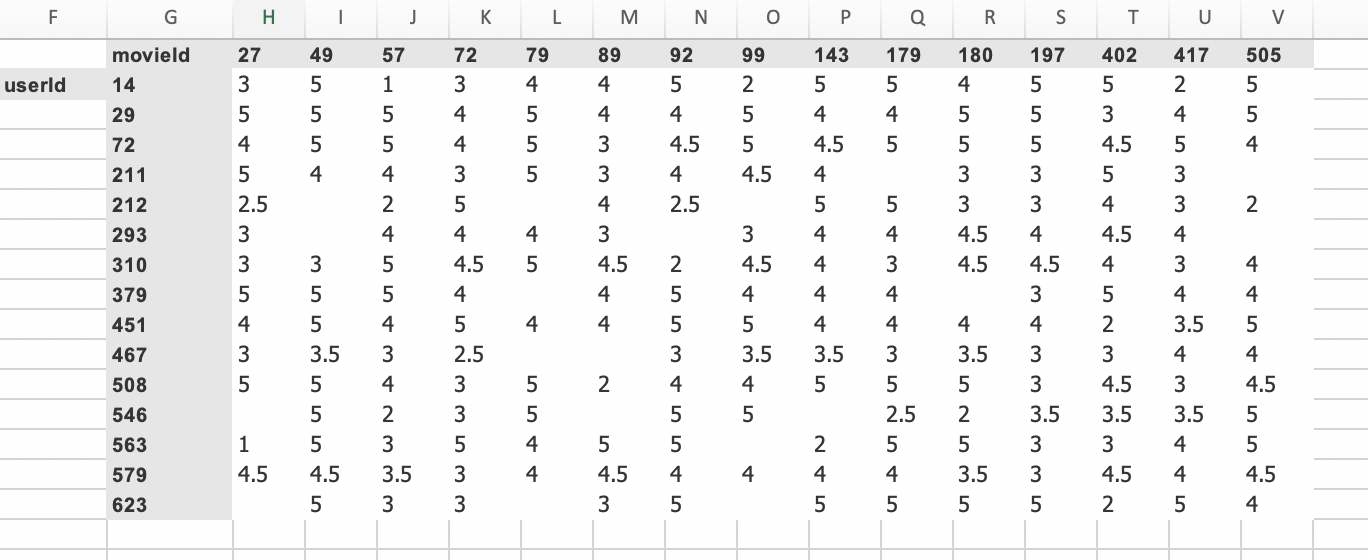 F G H I J K L M N O P Q R S T U V
movieId 27 49 57 72 79 89 92 99 143 179 180 197 402 417 505
userId 14 3 5 1 3 4 4 5 2 5 5 4 5 5 2 5
29 5 5 5 4 5 4 4 5 4 4 5 5 3 4 5
72 4 5 5 4 5 3 4.5 5 4.5 5 5 5 4.5 5 4
211 5 4 4 3 5 3 4 4.5 4 3 3 5 3
212 2.5 2 5 4 2.5 5 5 3 3 4 3 2
293 3 4 4 4 3 3 4 4 4.5 4 4.5 4
310 3 3 5 4.5 5 4.5 2 4.5 4 3 4.5 4.5 4 3 4
379 5 5 5 4 4 5 4 4 4 3 5 4 4
451 4 5 4 5 4 4 5 5 4 4 4 4 2 3.5 5
467 3 3.5 3 2.5 3 3.5 3.5 3 3.5 3 3 4 4
508 5 5 4 3 5 2 4 4 5 5 5 3 4.5 3 4.5
546 5 2 3 5 5 5 2.5 2 3.5 3.5 3.5 5
563 1 5 3 5 4 5 5 2 5 5 3 3 4 5
579 4.5 4.5 3.5 3 4 4.5 4 4 4 4 3.5 3 4.5 4 4.5
623 5 3 3 3 5 5 5 5 5 2 5 4